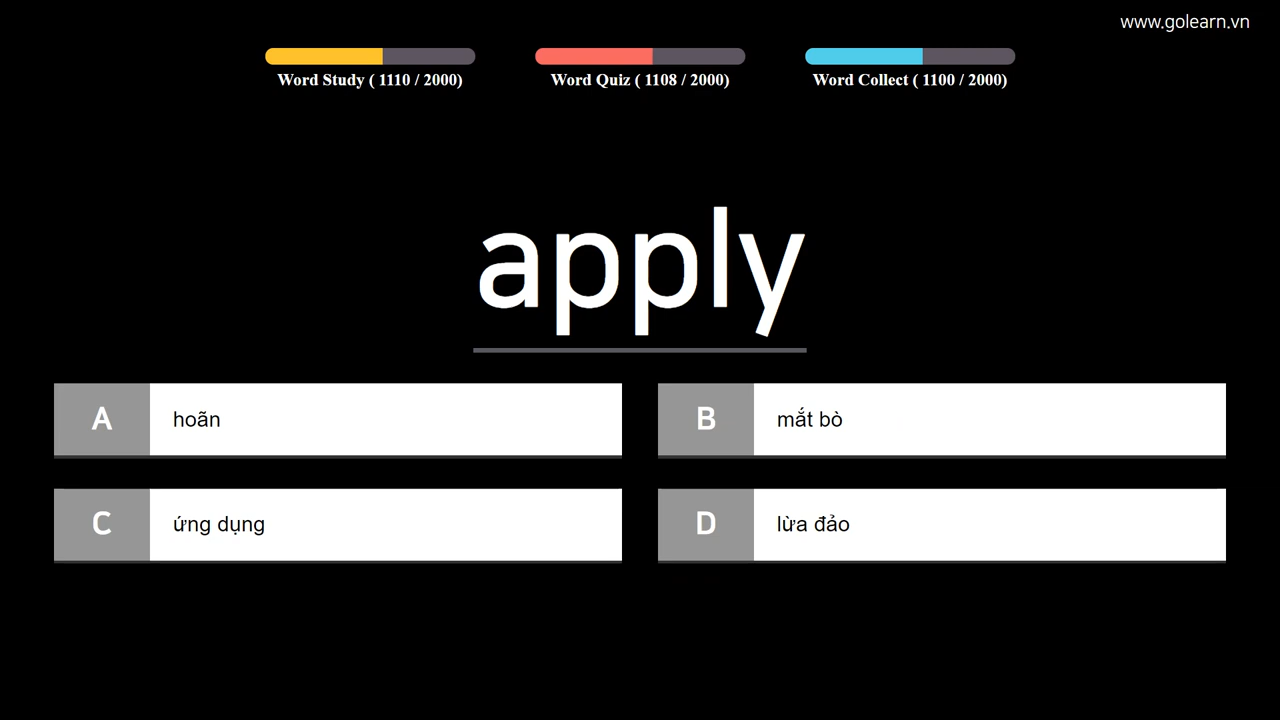 www.golearn.vn
Word Study ( 1110 / 2000)
Word Quiz ( 1108 / 2000)
Word Collect ( 1100 / 2000)
apply
A
hoãn
B
mắt bò
C
ứng dụng
D
lừa đảo